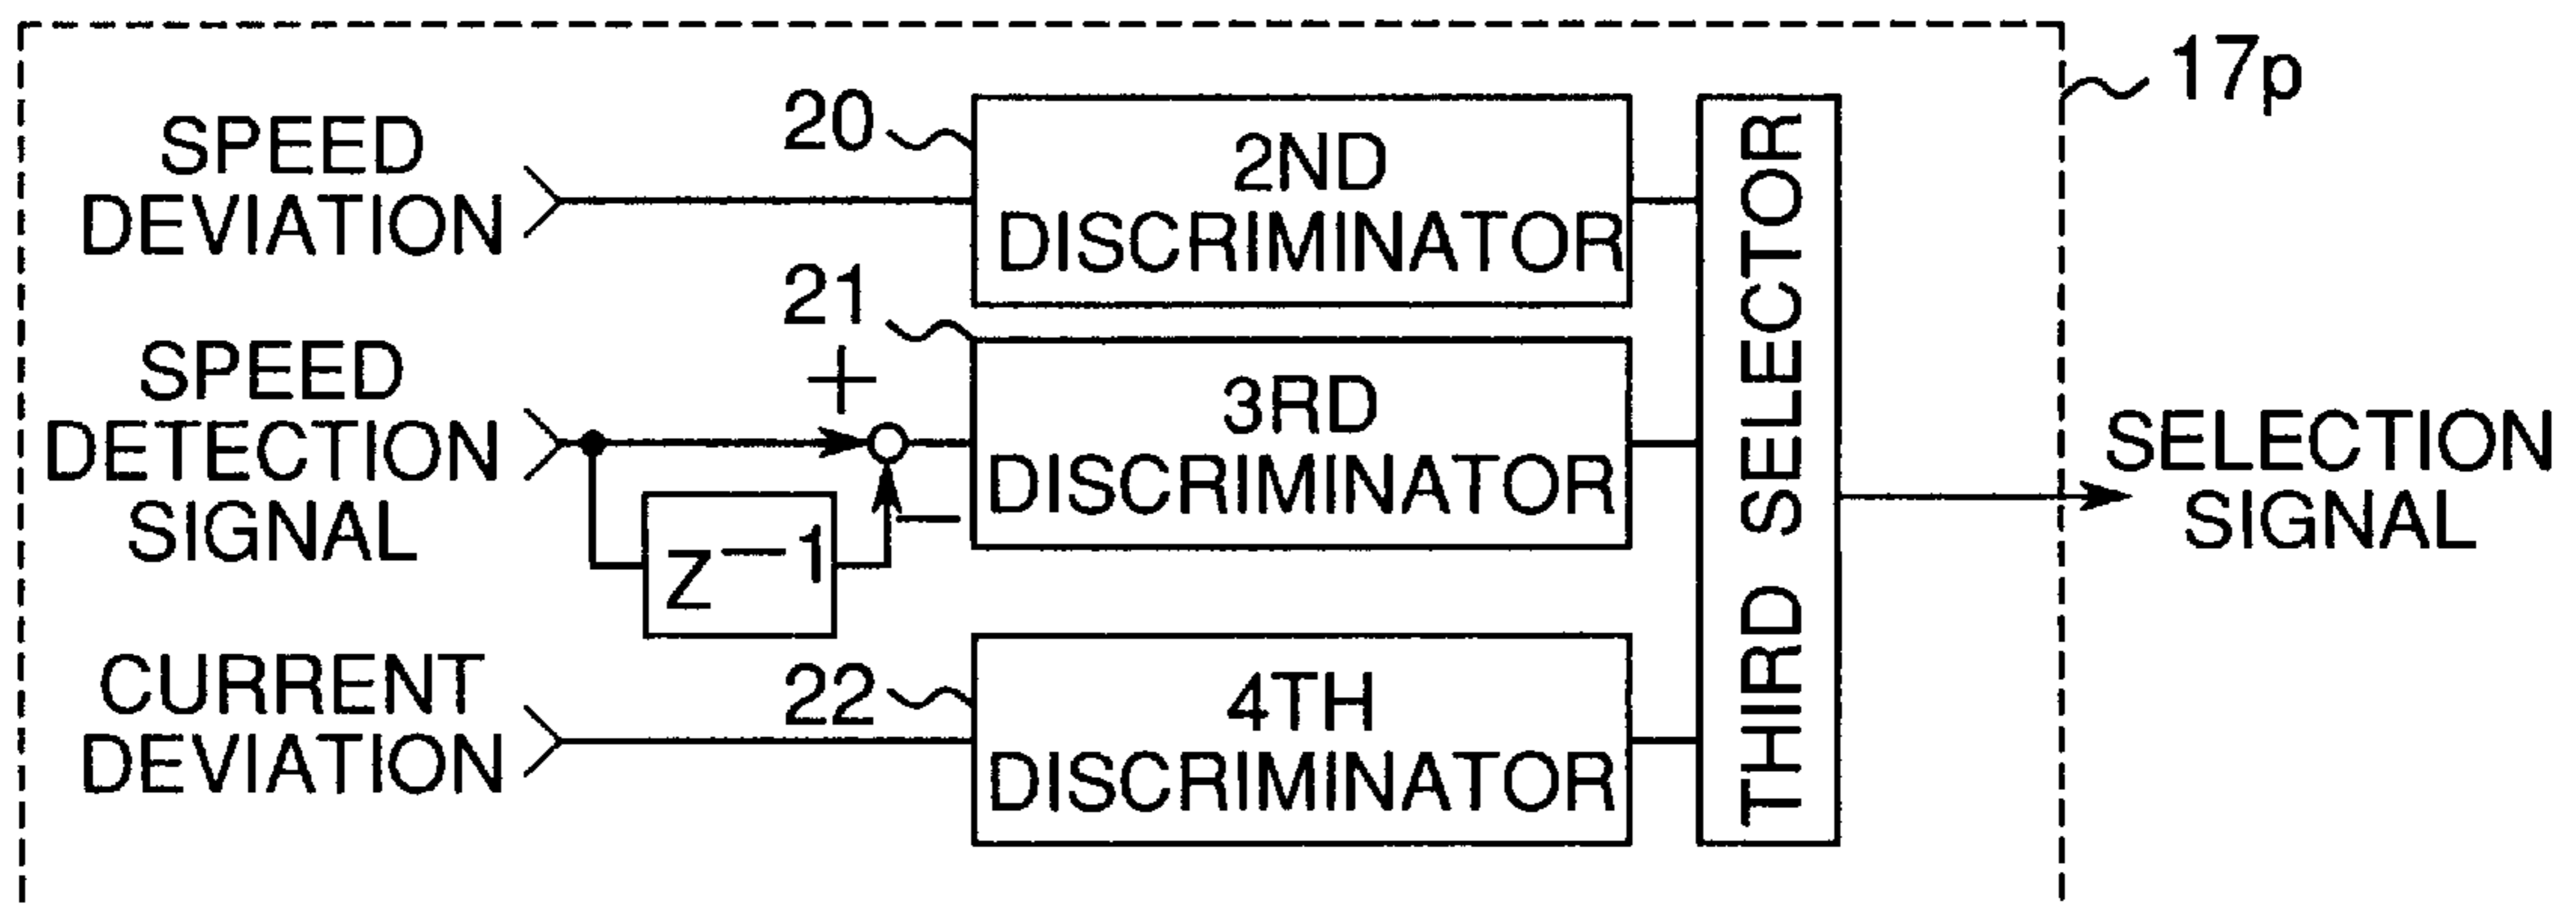 17p
SPEED
DEVIATION
20
2ND
DISCRIMINATOR
21
SPEED
DETECTION
SIGNAL
+
−
Z−1
3RD
DISCRIMINATOR
CURRENT
DEVIATION
22
4TH
DISCRIMINATOR
THIRD SELECTOR
SELECTION
SIGNAL